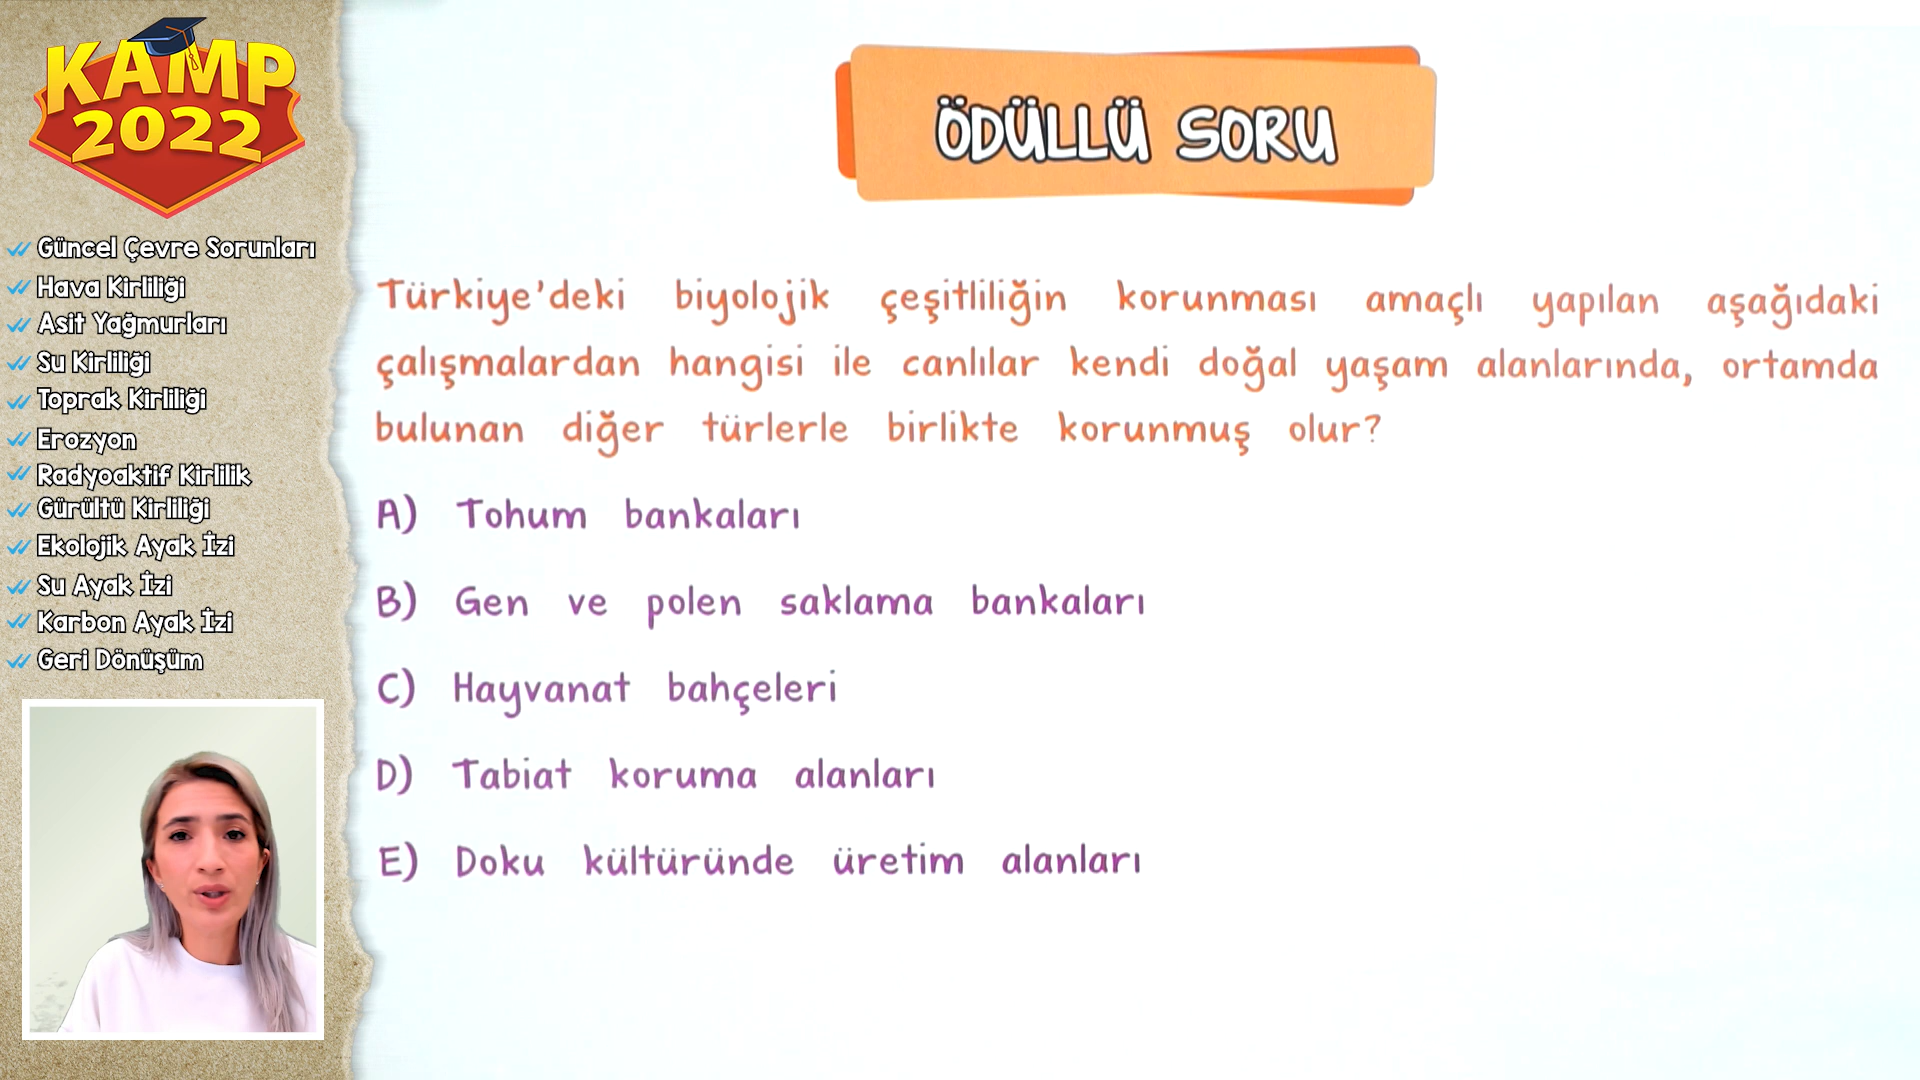 KAMP
2022
Güncel Çevre Sorunları
Hava Kirliliği
Asit Yağmurları
Su Kirliliği
Toprak Kirliliği
Erozyon
Radyoaktif Kirlilik
Gürültü Kirliliği
Ekolojik Ayak İzi
Su Ayak İzi
Karbon Ayak İzi
Geri Dönüşüm
ÖDÜLLÜ SORU
Türkiye'deki biyolojik çeşitliliğin korunması amaçlı yapılan aşağıdaki
çalışmalardan hangisi ile canlılar kendi doğal yaşam alanlarında, ortamda
bulunan diğer türlerle birlikte korunmuş olur?
A) Tohum bankaları
B) Gen ve polen saklama bankaları
C) Hayvanat bahçeleri
D) Tabiat koruma alanları
E) Doku kültüründe üretim alanları